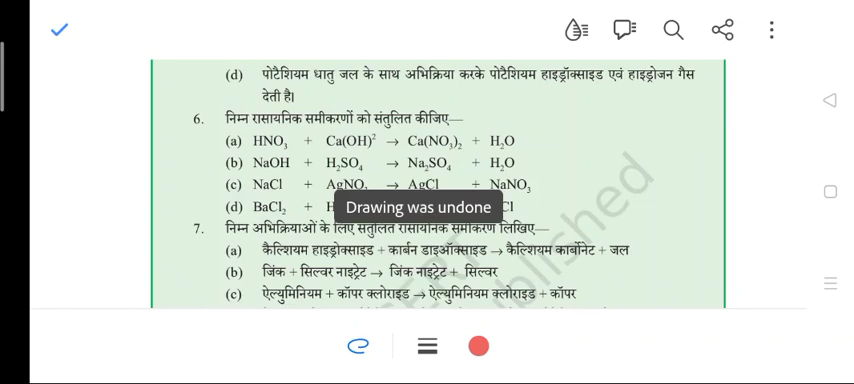 (d) पोटैशियम धातु जल के साथ अभिक्रिया करके पोटैशियम हाइड्रॉक्साइड एवं हाइड्रोजन गैस
देती है।
6. निम्न रासायनिक समीकरणों को संतुलित कीजिए—
(a) HNO₃ + Ca(OH)² → Ca(NO₃)₂ + H₂O
(b) NaOH + H₂SO₄ → Na₂SO₄ + H₂O
(c) NaCl + AgNO₃ → AgCl + NaNO₃
(d) BaCl₂ + H
Drawing was undone
7. निम्न अभिक्रियाओं के लिए संतुलित रासायनिक समीकरण लिखिए—
(a) कैल्शियम हाइड्रोक्साइड + कार्बन डाइऑक्साइड → कैल्शियम कार्बोनेट + जल
(b) जिंक + सिल्वर नाइट्रेट → जिंक नाइट्रेट + सिल्वर
(c) ऐल्युमिनियम + कॉपर क्लोराइड → ऐल्युमिनियम क्लोराइड + कॉपर